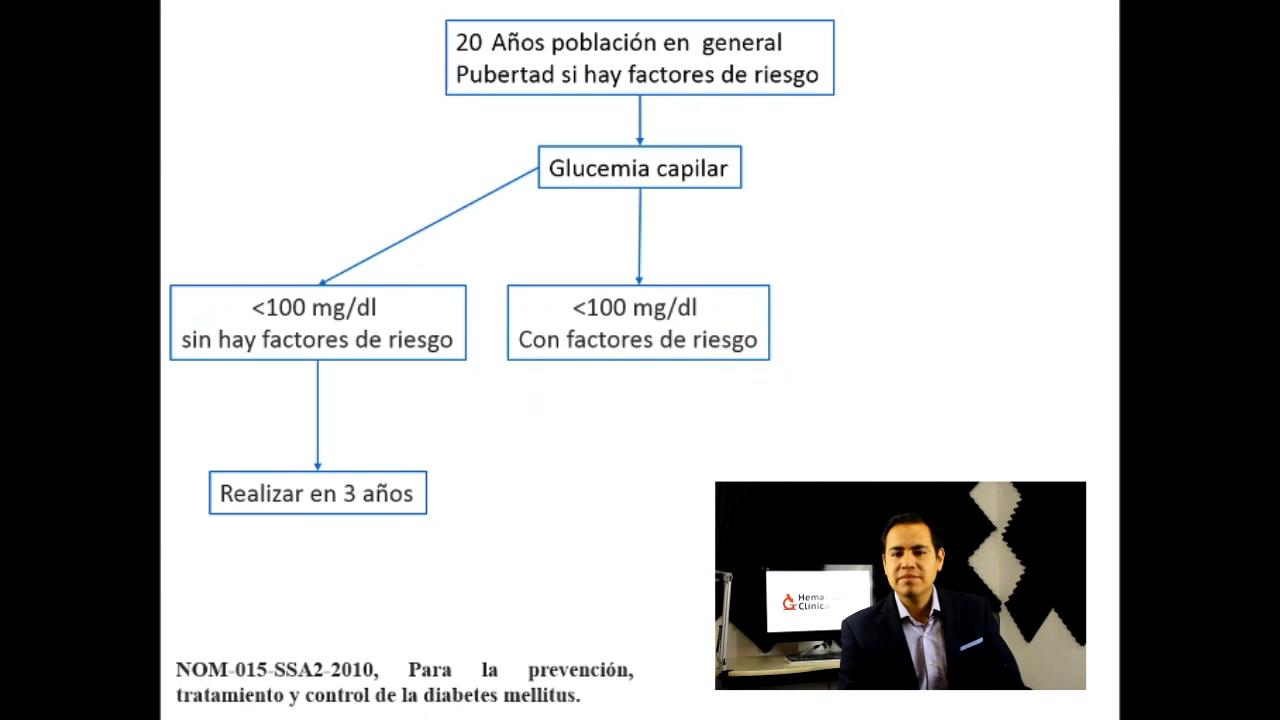 20 Años población en general
Pubertad si hay factores de riesgo
Glucemia capilar
<100 mg/dl
sin hay factores de riesgo
<100 mg/dl
Con factores de riesgo
Realizar en 3 años
NOM-015-SSA2-2010, Para la prevención,
tratamiento y control de la diabetes mellitus.
Clínica